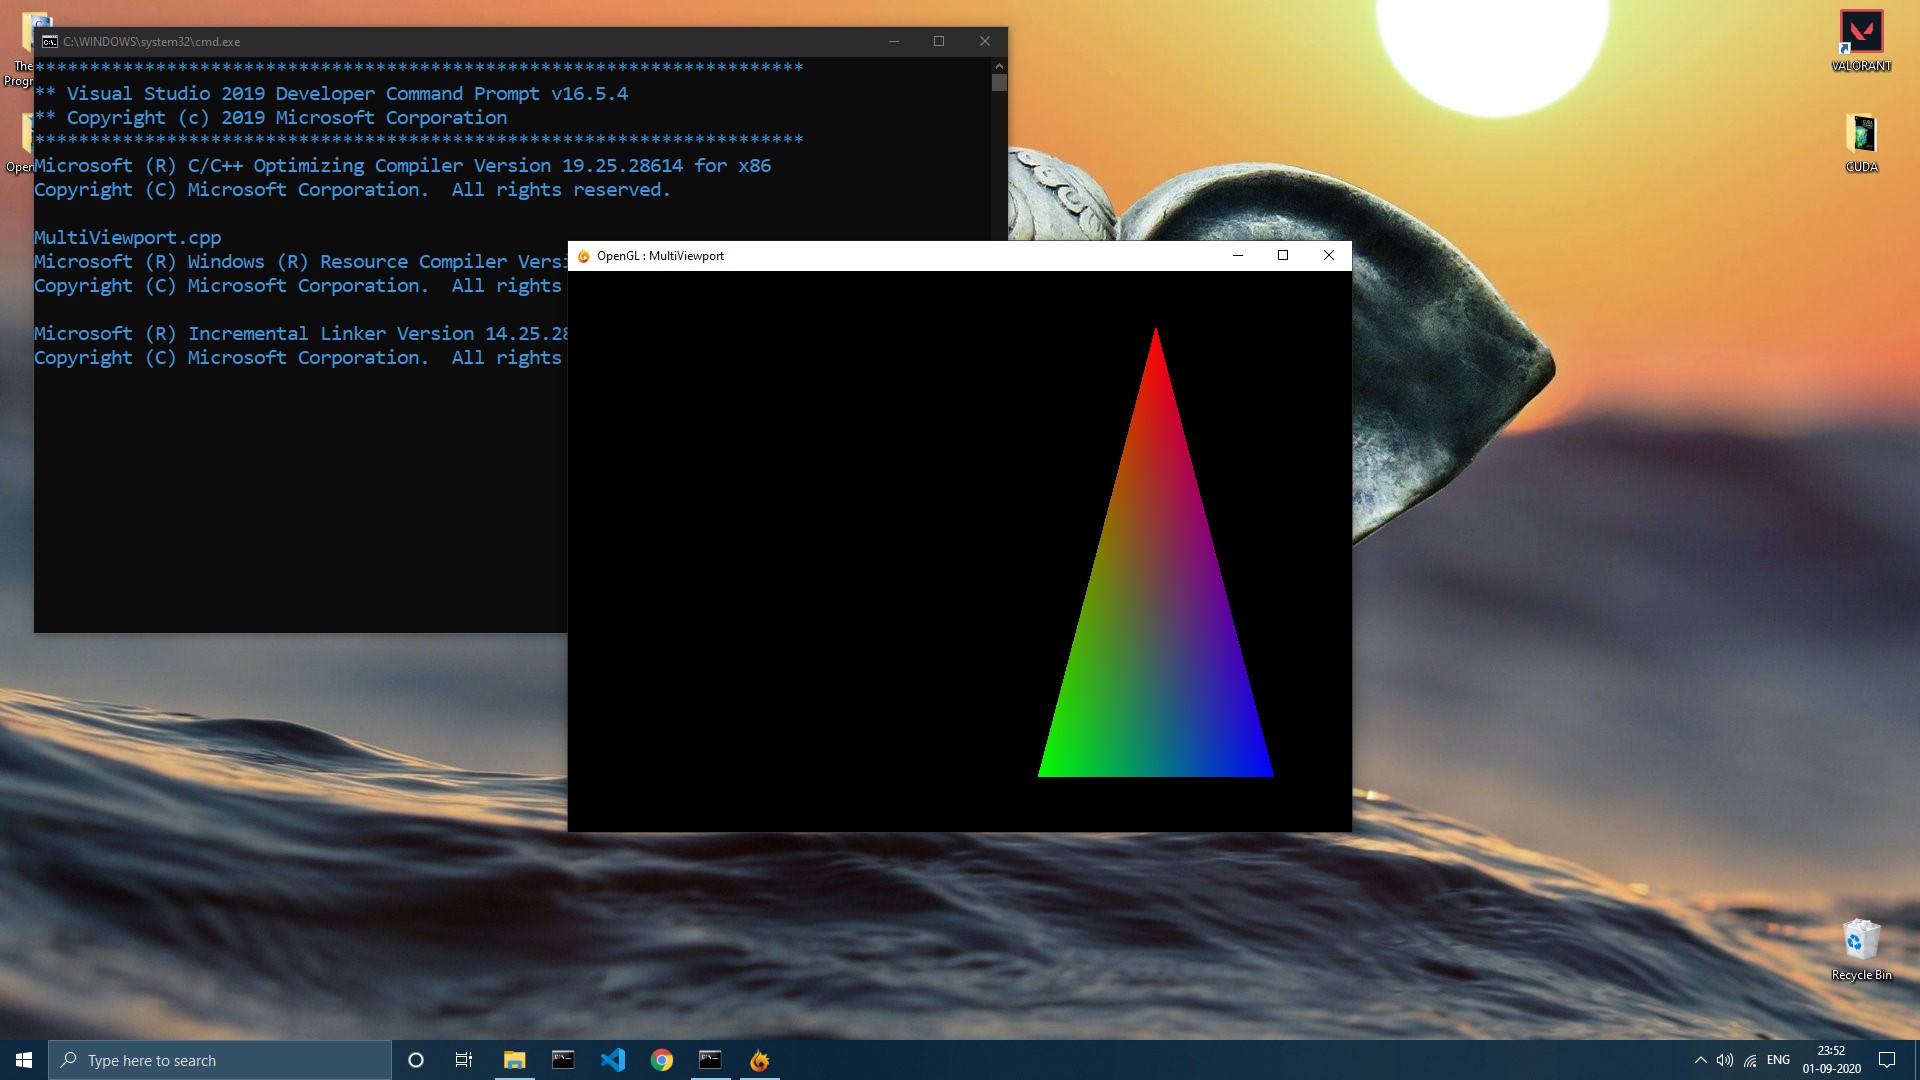 C:\WINDOWS\system32\cmd.exe
**********************************************************************
** Visual Studio 2019 Developer Command Prompt v16.5.4
** Copyright (c) 2019 Microsoft Corporation
**********************************************************************
Microsoft (R) C/C++ Optimizing Compiler Version 19.25.28614 for x86
Copyright (C) Microsoft Corporation.  All rights reserved.
MultiViewport.cpp
Microsoft (R) Windows (R) Resource Compiler Versi
Copyright (C) Microsoft Corporation.  All rights
Microsoft (R) Incremental Linker Version 14.25.28
Copyright (C) Microsoft Corporation.  All rights
OpenGL : MultiViewport
The
Progr
Open
VALORANT
CUDA
Recycle Bin
Type here to search
ENG
23:52
01-09-2020